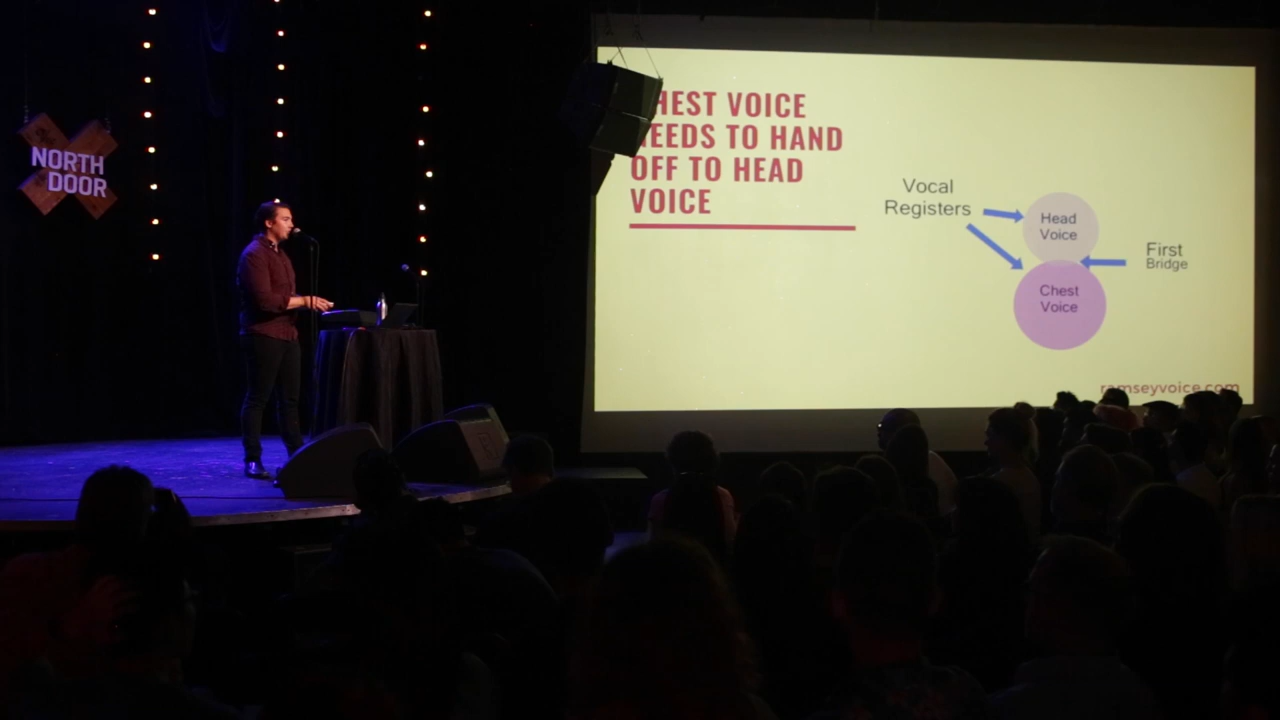 NORTH
DOOR
HEST VOICE
EEDS TO HAND
OFF TO HEAD
VOICE
Vocal
Registers
Head
Voice
First
Bridge
Chest
Voice
ramseyvoice.com